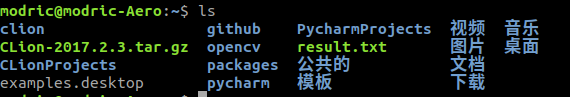 modric@modric-Aero:~$ ls
clion github PycharmProjects 视频 音乐
CLion-2017.2.3.tar.gz opencv result.txt 图片 桌面
CLionProjects packages 公共的 文档
examples.desktop pycharm 模板 下载